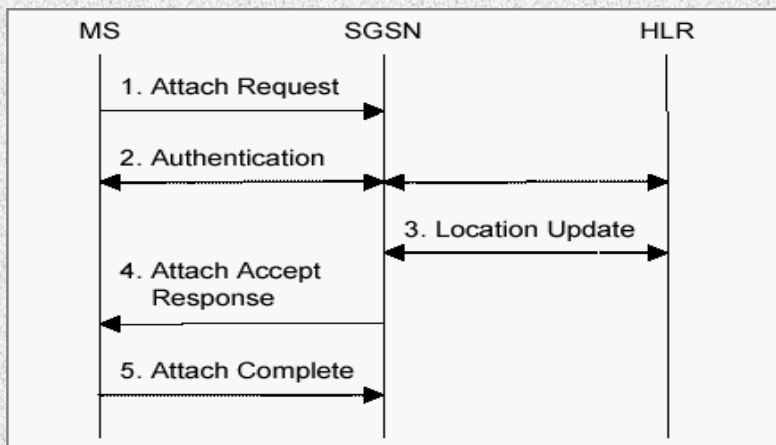 MS SGSN HLR
1. Attach Request
2. Authentication
3. Location Update
4. Attach Accept
Response
5. Attach Complete